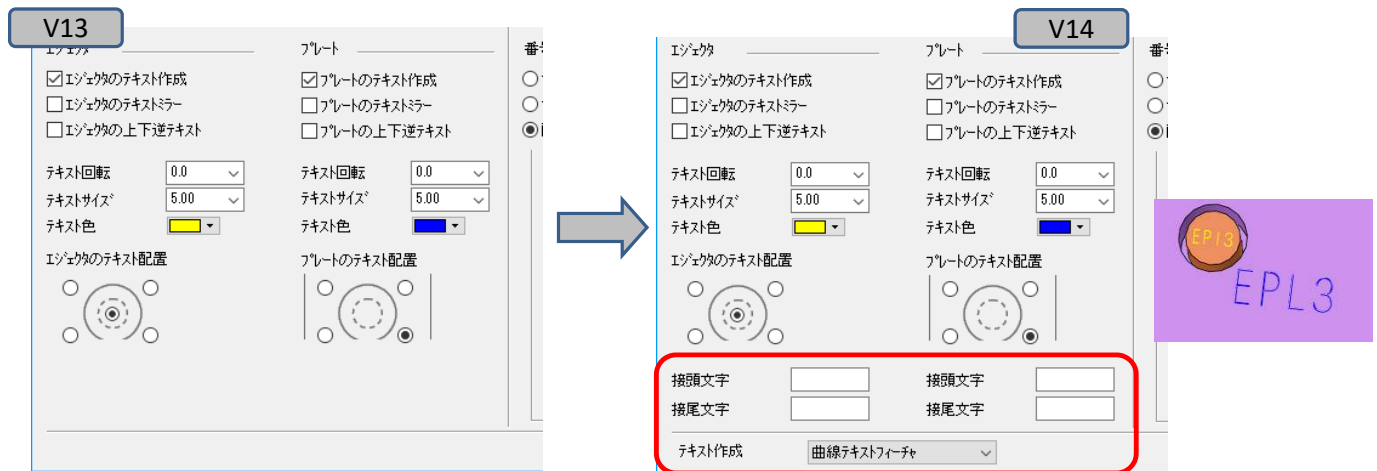 V13
エジェクタ
プレート
番
☑エジェクタのテキスト作成
☑プレートのテキスト作成
☐エジェクタのテキストミラー
☐プレートのテキストミラー
☐エジェクタの上下逆テキスト
☐プレートの上下逆テキスト
テキスト回転 0.0
テキスト回転 0.0
テキストサイズ 5.00
テキストサイズ 5.00
テキスト色
テキスト色
エジェクタのテキスト配置
プレートのテキスト配置
V14
エジェクタ
プレート
番
☑エジェクタのテキスト作成
☑プレートのテキスト作成
☐エジェクタのテキストミラー
☐プレートのテキストミラー
☐エジェクタの上下逆テキスト
☐プレートの上下逆テキスト
テキスト回転 0.0
テキスト回転 0.0
テキストサイズ 5.00
テキストサイズ 5.00
テキスト色
テキスト色
エジェクタのテキスト配置
プレートのテキスト配置
接頭文字
接頭文字
接尾文字
接尾文字
テキスト作成 曲線テキストフィーチャ
EPI3
EPL3